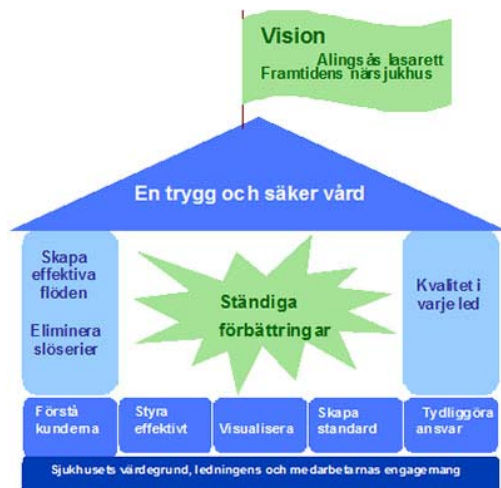 Vision
Alingsås lasarett
Framtidens närsjukhus
En trygg och säker vård
Skapa
effektiva
flöden
Eliminera
slöserier
Ständiga
förbättringar
Kvalitet i
varje led
Förstå
kunderna
Styra
effektivt
Visualisera
Skapa
standard
Tydliggöra
ansvar
Sjukhusets värdegrund, ledningens och medarbetarnas engagemang